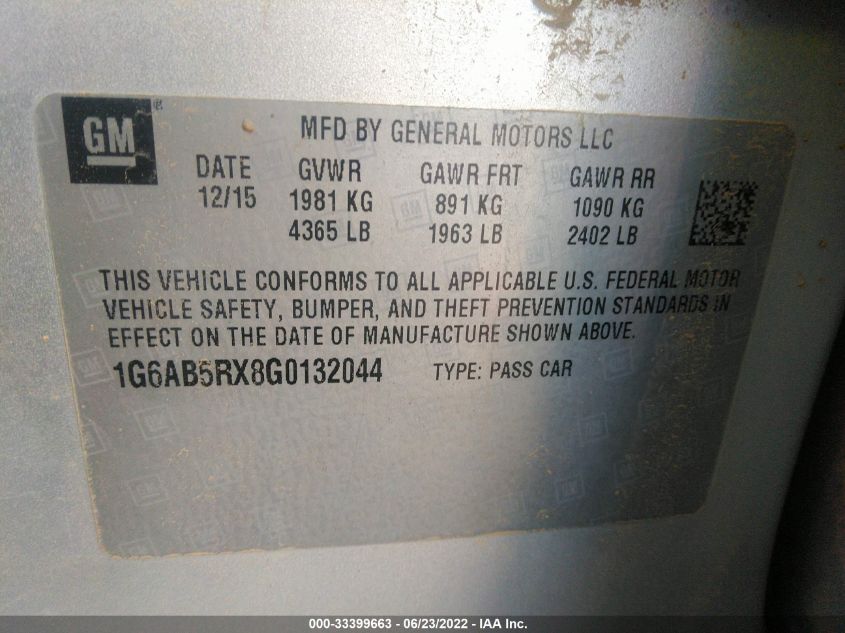 GM
MFD BY GENERAL MOTORS LLC
DATE GVWR GAWR FRT GAWR RR
12/15 1981 KG 891 KG 1090 KG
4365 LB 1963 LB 2402 LB
THIS VEHICLE CONFORMS TO ALL APPLICABLE U.S. FEDERAL MOTOR
VEHICLE SAFETY, BUMPER, AND THEFT PREVENTION STANDARDS IN
EFFECT ON THE DATE OF MANUFACTURE SHOWN ABOVE.
1G6AB5RX8G0132044 TYPE: PASS CAR
000-33399663 - 06/23/2022 - IAA Inc.